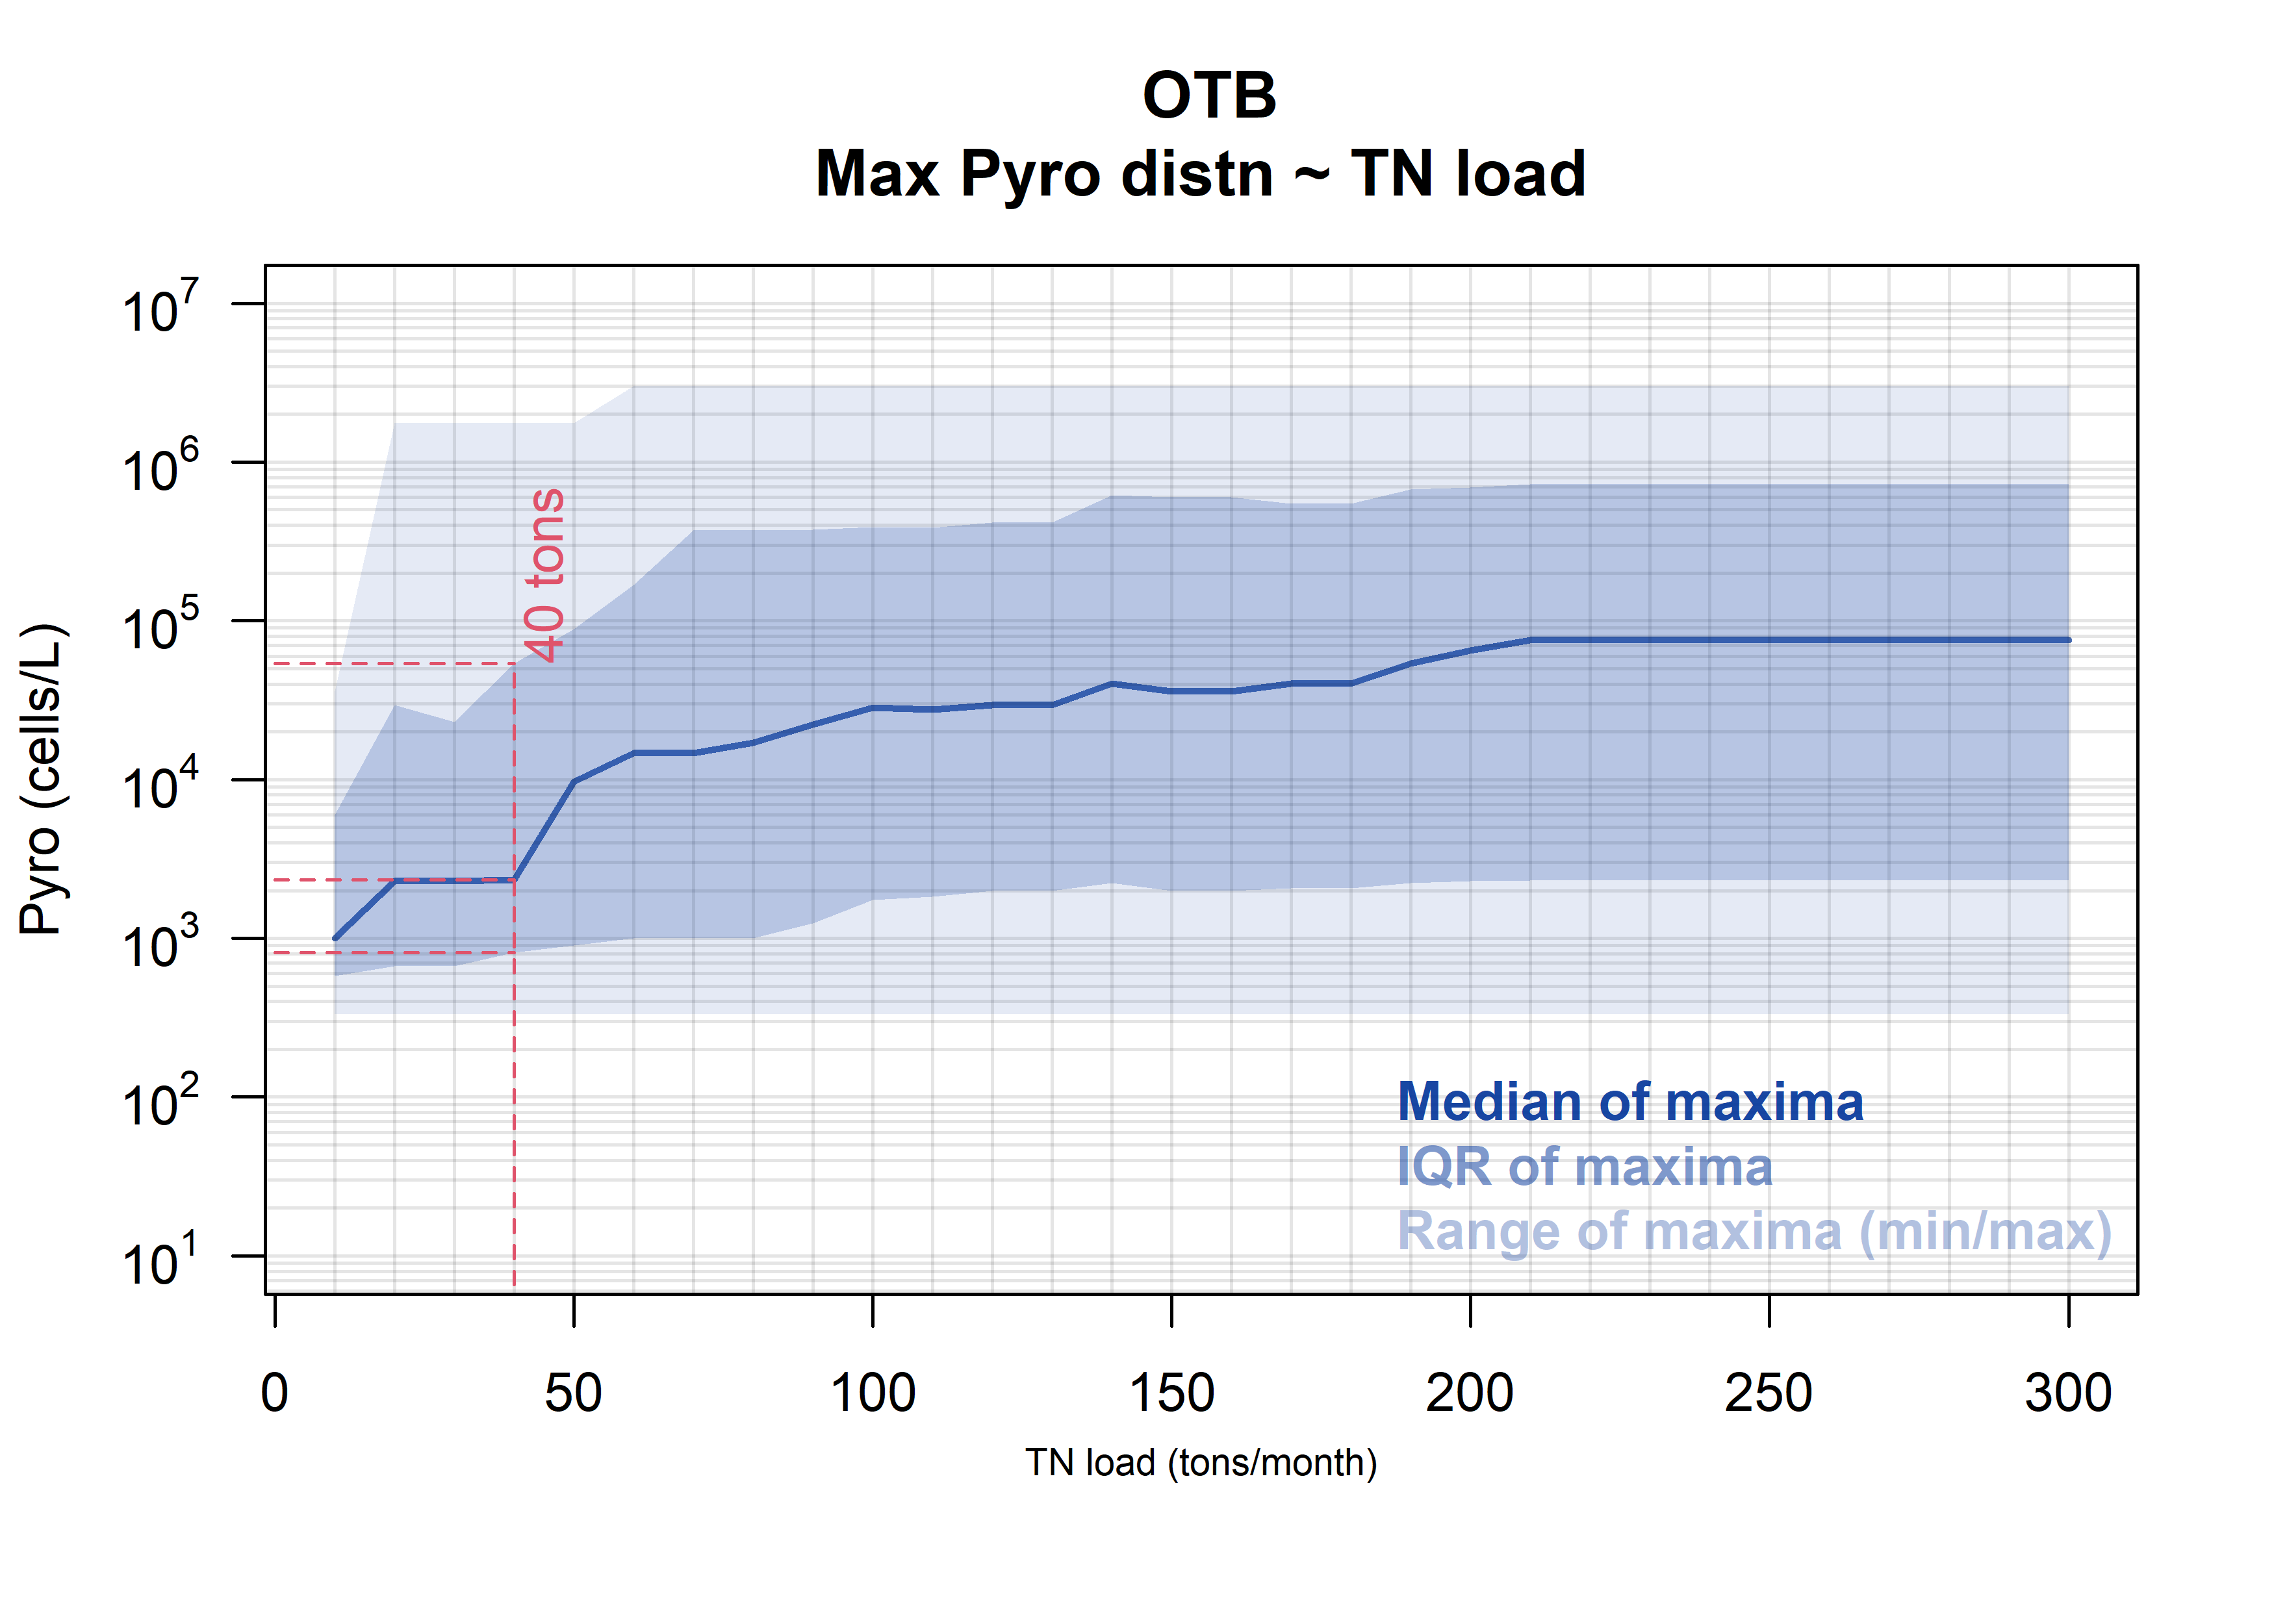 OTB
Max Pyro distn ~ TN load
Pyro (cells/L)
10^7
10^6
10^5
10^4
10^3
10^2
10^1
40 tons
Median of maxima
IQR of maxima
Range of maxima (min/max)
0 50 100 150 200 250 300
TN load (tons/month)